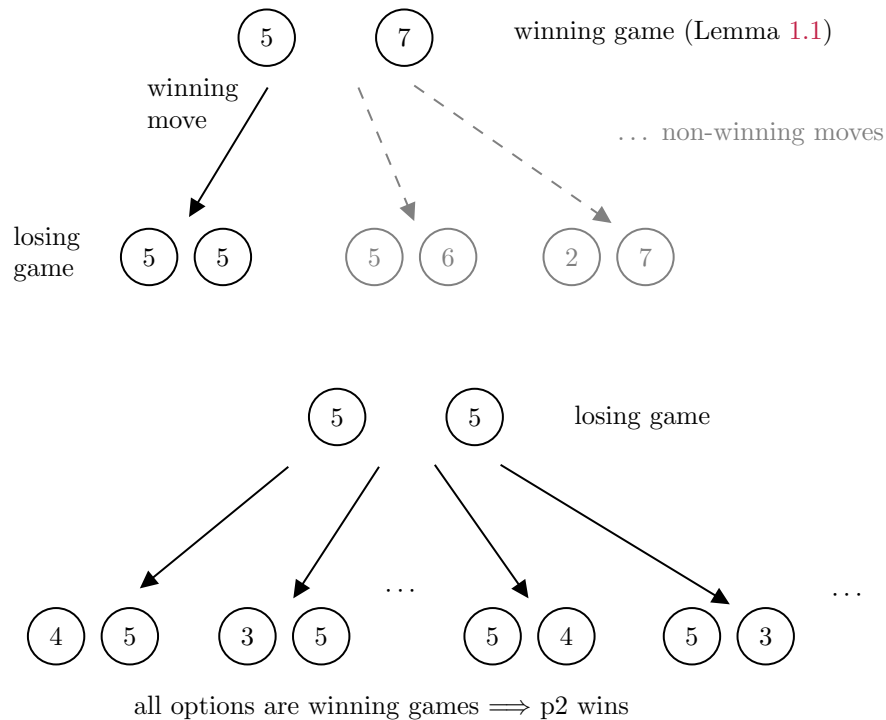 5 7 winning game (Lemma 1.1)
winning
move
... non-winning moves
losing
game
5 5 5 6 2 7
5 5 losing game
...
...
4 5 3 5 5 4 5 3
all options are winning games ⟹ p2 wins